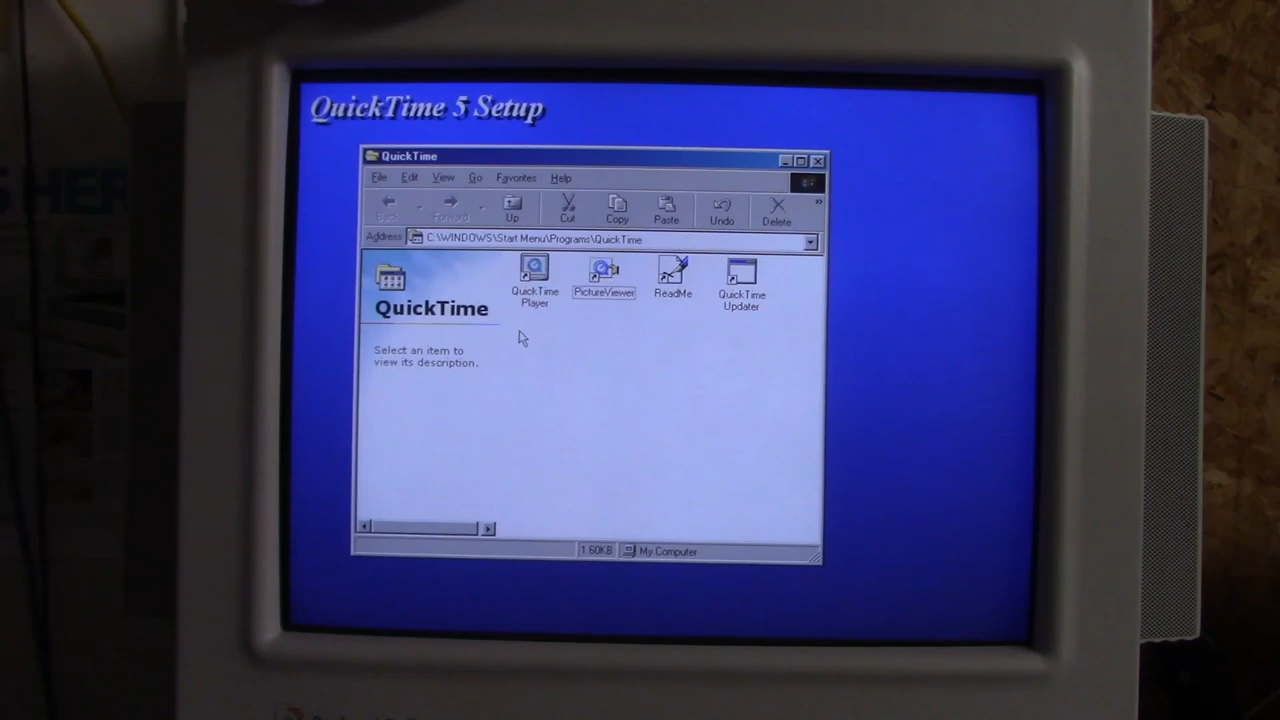 QuickTime 5 Setup
QuickTime
File Edit View Go Favorites Help
Back Forward Up Cut Copy Paste Undo Delete »
Address C:\WINDOWS\Start Menu\Programs\QuickTime
QuickTime
Select an item to
view its description.
QuickTime
Player
PictureViewer
ReadMe
QuickTime
Updater
1.60KB My Computer